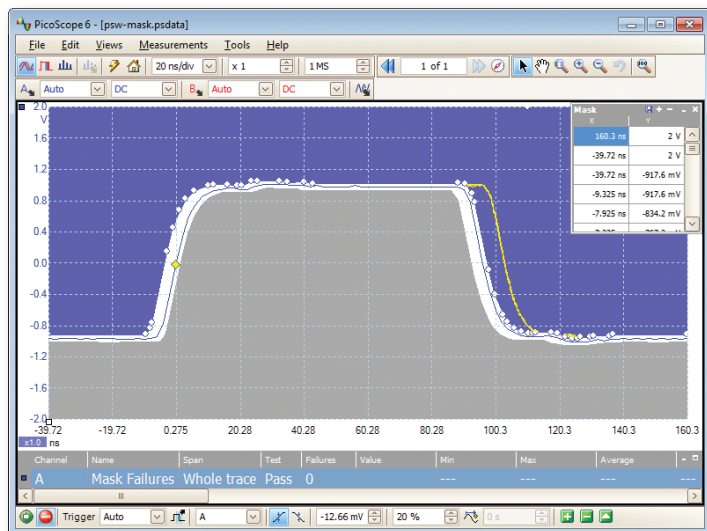 PicoScope 6 - [psw-mask.psdata]
File Edit Views Measurements Tools Help
20 ns/div x 1 1 MS 1 of 1
A Auto DC B Auto DC
2.0
V
1.6
1.2
0.8
0.4
0.0
-0.4
-0.8
-1.2
-1.6
-2.0
Mask
X Y
160.3 ns 2 V
-39.72 ns 2 V
-39.72 ns -917.6 mV
-9.325 ns -917.6 mV
-7.925 ns -834.2 mV
-39.72 -19.72 0.275 20.28 40.28 60.28 80.28 100.3 120.3 140.3 160.3
x1.0 ns
Channel Name Span Test Failures Value Min Max Average
A Mask Failures Whole trace Pass 0 --- --- ---
Trigger Auto A -12.66 mV 20 % 0 s